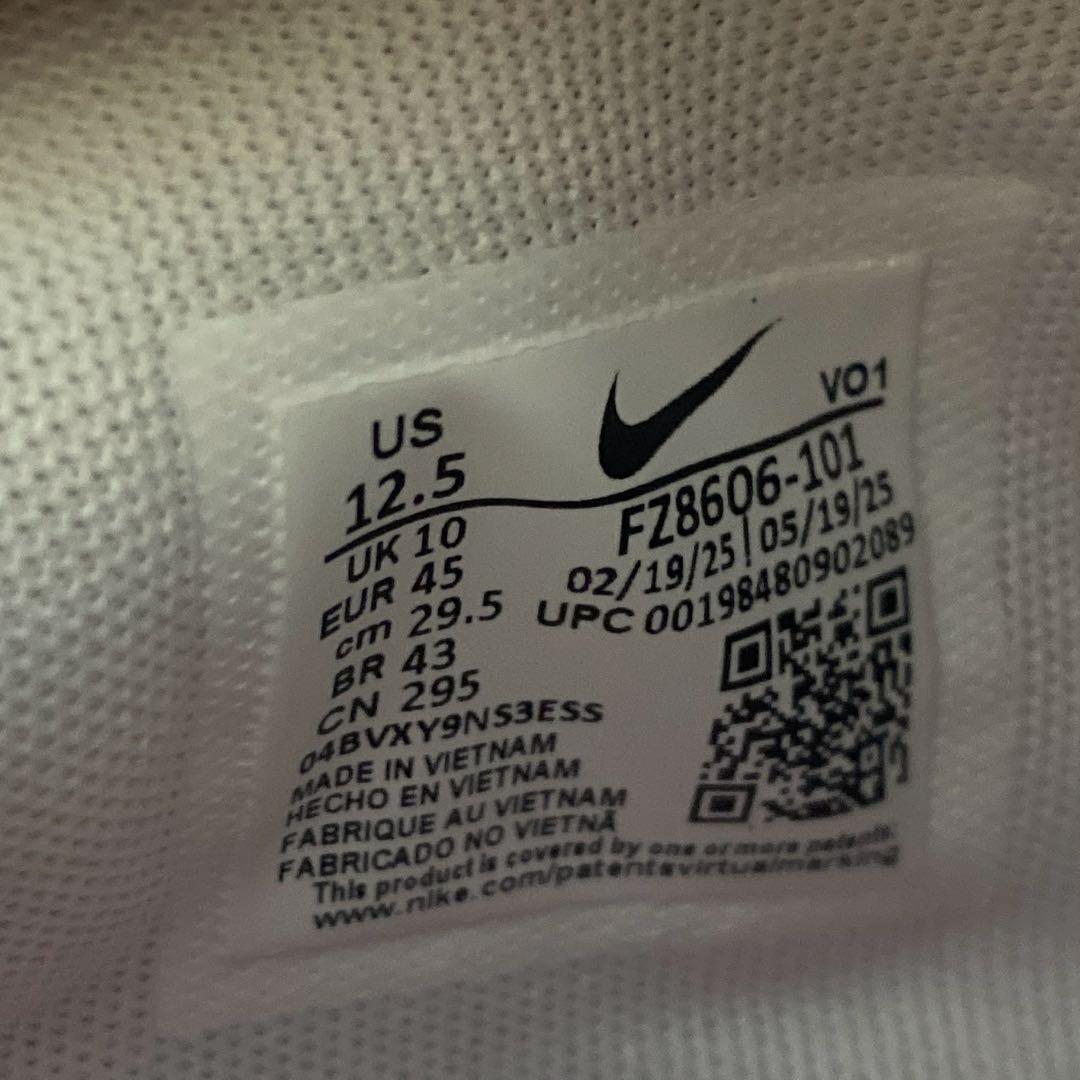 US
12.5
UK 10
EUR 45
cm 29.5
BR 43
CN 295
VO1
FZ8606-101
02/19/25|05/19/25
UPC 00198480902089
04BVXY9NS3ESS
MADE IN VIETNAM
HECHO EN VIETNAM
FABRIQUE AU VIETNAM
FABRICADO NO VIETNÃ
This product is covered by one or more patents.
www.nike.com/patentsvirtualmarking